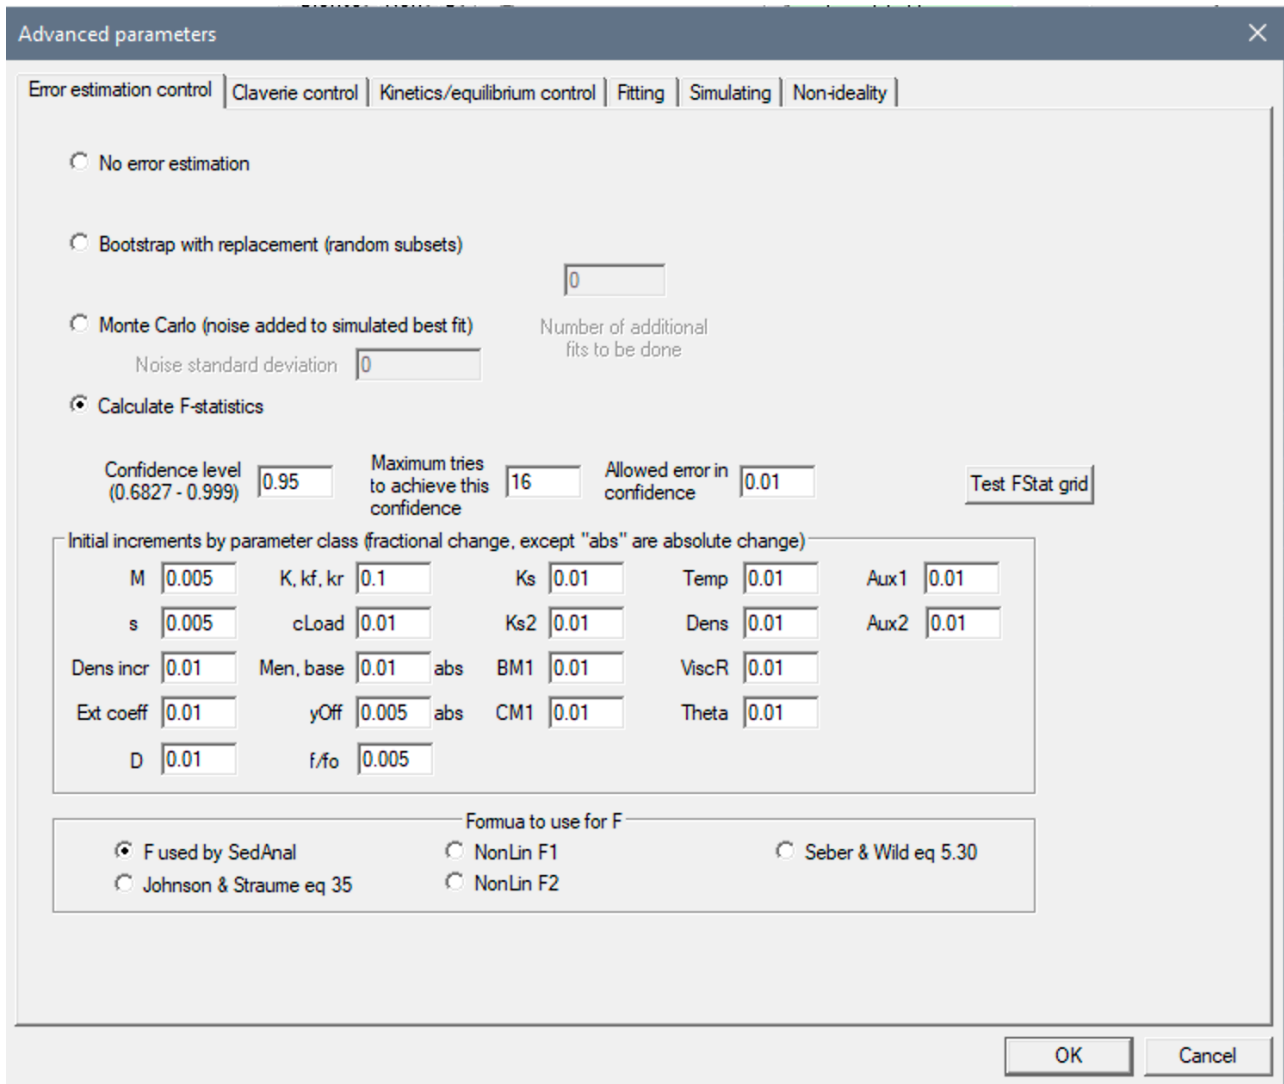 Advanced parameters
Error estimation control Claverie control Kinetics/equilibrium control Fitting Simulating Non-ideality
No error estimation
Bootstrap with replacement (random subsets)
0
Monte Carlo (noise added to simulated best fit)
Number of additional
fits to be done
Noise standard deviation 0
Calculate F-statistics
Confidence level
(0.6827 - 0.999) 0.95
Maximum tries
to achieve this
confidence
16
Allowed error in
confidence
0.01
Test FStat grid
Initial increments by parameter class (fractional change, except "abs" are absolute change)
M 0.005 K, kf, kr 0.1 Ks 0.01 Temp 0.01 Aux1 0.01
s 0.005 cLoad 0.01 Ks2 0.01 Dens 0.01 Aux2 0.01
Dens incr 0.01 Men, base 0.01 abs BM1 0.01 ViscR 0.01
Ext coeff 0.01 yOff 0.005 abs CM1 0.01 Theta 0.01
D 0.01 f/fo 0.005
Formua to use for F
F used by SedAnal NonLin F1 Seber & Wild eq 5.30
Johnson & Straume eq 35 NonLin F2
OK Cancel